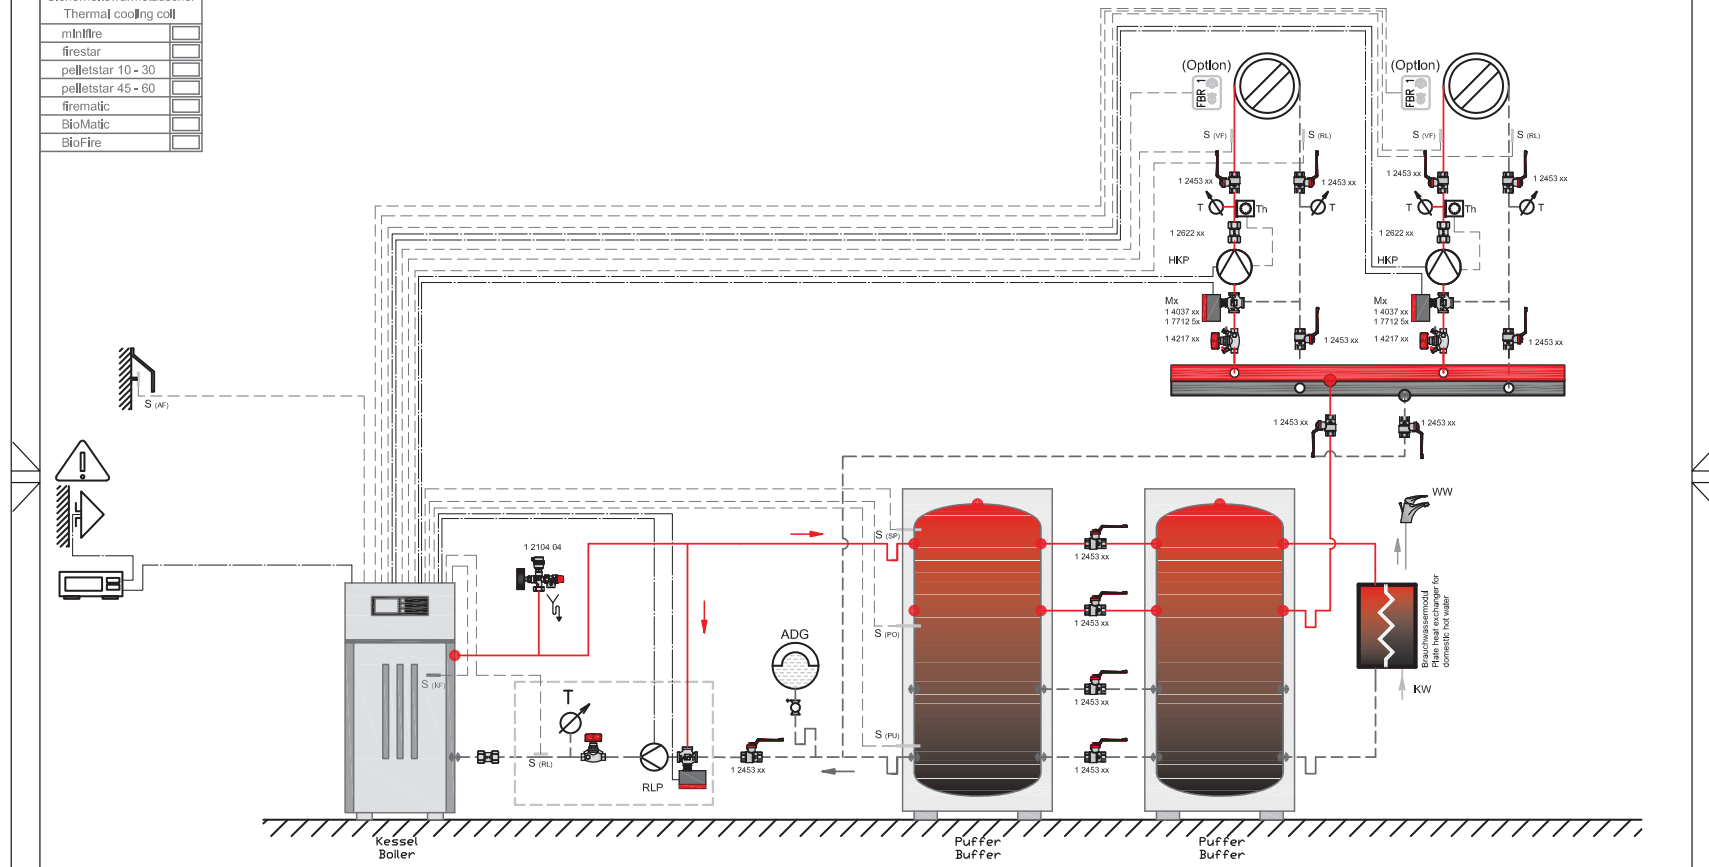 Thermal cooling coil
minifire
firestar
pelletstar 10 - 30
pelletstar 45 - 60
firematic
BioMatic
BioFire
(Option)
FBR 1
(Option)
FBR 1
S (VF)
S (RL)
S (VF)
S (RL)
1 2453 xx
1 2453 xx
1 2453 xx
1 2453 xx
T
Th
T
T
Th
T
1 2622 xx
1 2622 xx
HKP
HKP
Mx
1 4037 xx
1 7712 5x
Mx
1 4037 xx
1 7712 5x
1 4217 xx
1 2453 xx
1 4217 xx
1 2453 xx
S (AF)
1 2453 xx
1 2453 xx
WW
1 2104 04
S (SP)
1 2453 xx
1 2453 xx
S (PO)
ADG
Brauchwassermodul
Plate heat exchanger for
domestic hot water
KW
S (KF)
T
1 2453 xx
S (PU)
S (RL)
RLP
1 2453 xx
1 2453 xx
Kessel
Boiler
Puffer
Buffer
Puffer
Buffer